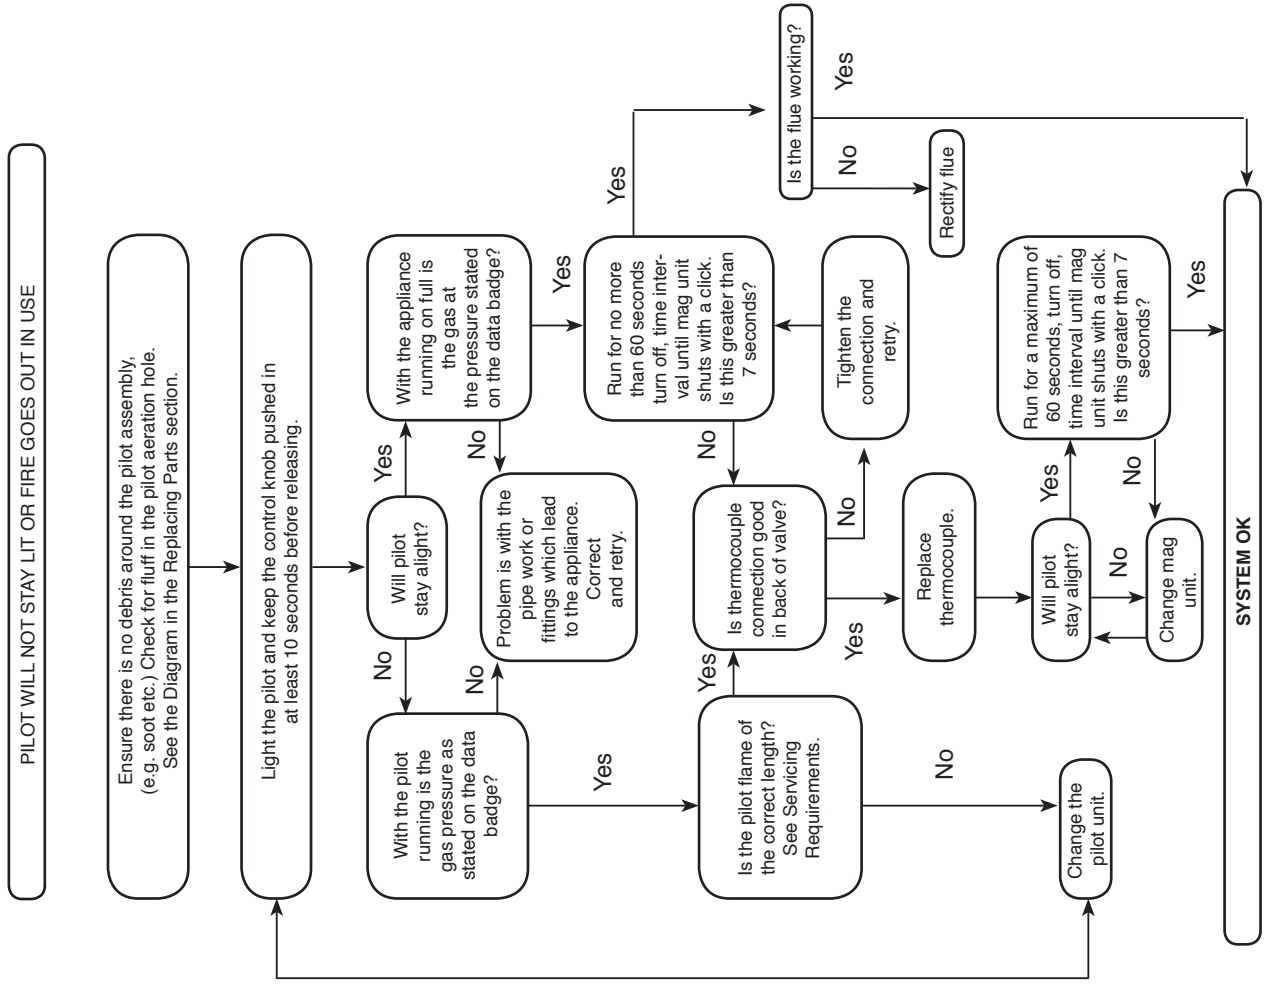 PILOT WILL NOT STAY LIT OR FIRE GOES OUT IN USE
Ensure there is no debris around the pilot assembly,
(e.g. soot etc.) Check for fluff in the pilot aeration hole.
See the Diagram in the Replacing Parts section.
Light the pilot and keep the control knob pushed in
at least 10 seconds before releasing.
Will pilot
stay alight?
No
Yes
With the pilot
running is the
gas pressure as
stated on the data
badge?
With the appliance
running on full is
the gas at
the pressure stated
on the data badge?
No
No
Problem is with the
pipe work or
fittings which lead
to the appliance.
Correct
and retry.
Yes
Yes
Is the pilot flame of
the correct length?
See Servicing
Requirements.
Yes
Is thermocouple
connection good
in back of valve?
No
Run for no more
than 60 seconds
turn off, time inter-
val until mag unit
shuts with a click.
Is this greater than
7 seconds?
Yes
Is the flue working?
No
Yes
Rectify flue
Yes
No
Tighten the
connection and
retry.
Replace
thermocouple.
No
Change the
pilot unit.
Will pilot
stay alight?
Yes
No
Run for a maximum of
60 seconds, turn off,
time interval until mag
unit shuts with a click.
Is this greater than 7
seconds?
No
Change mag
unit.
Yes
SYSTEM OK